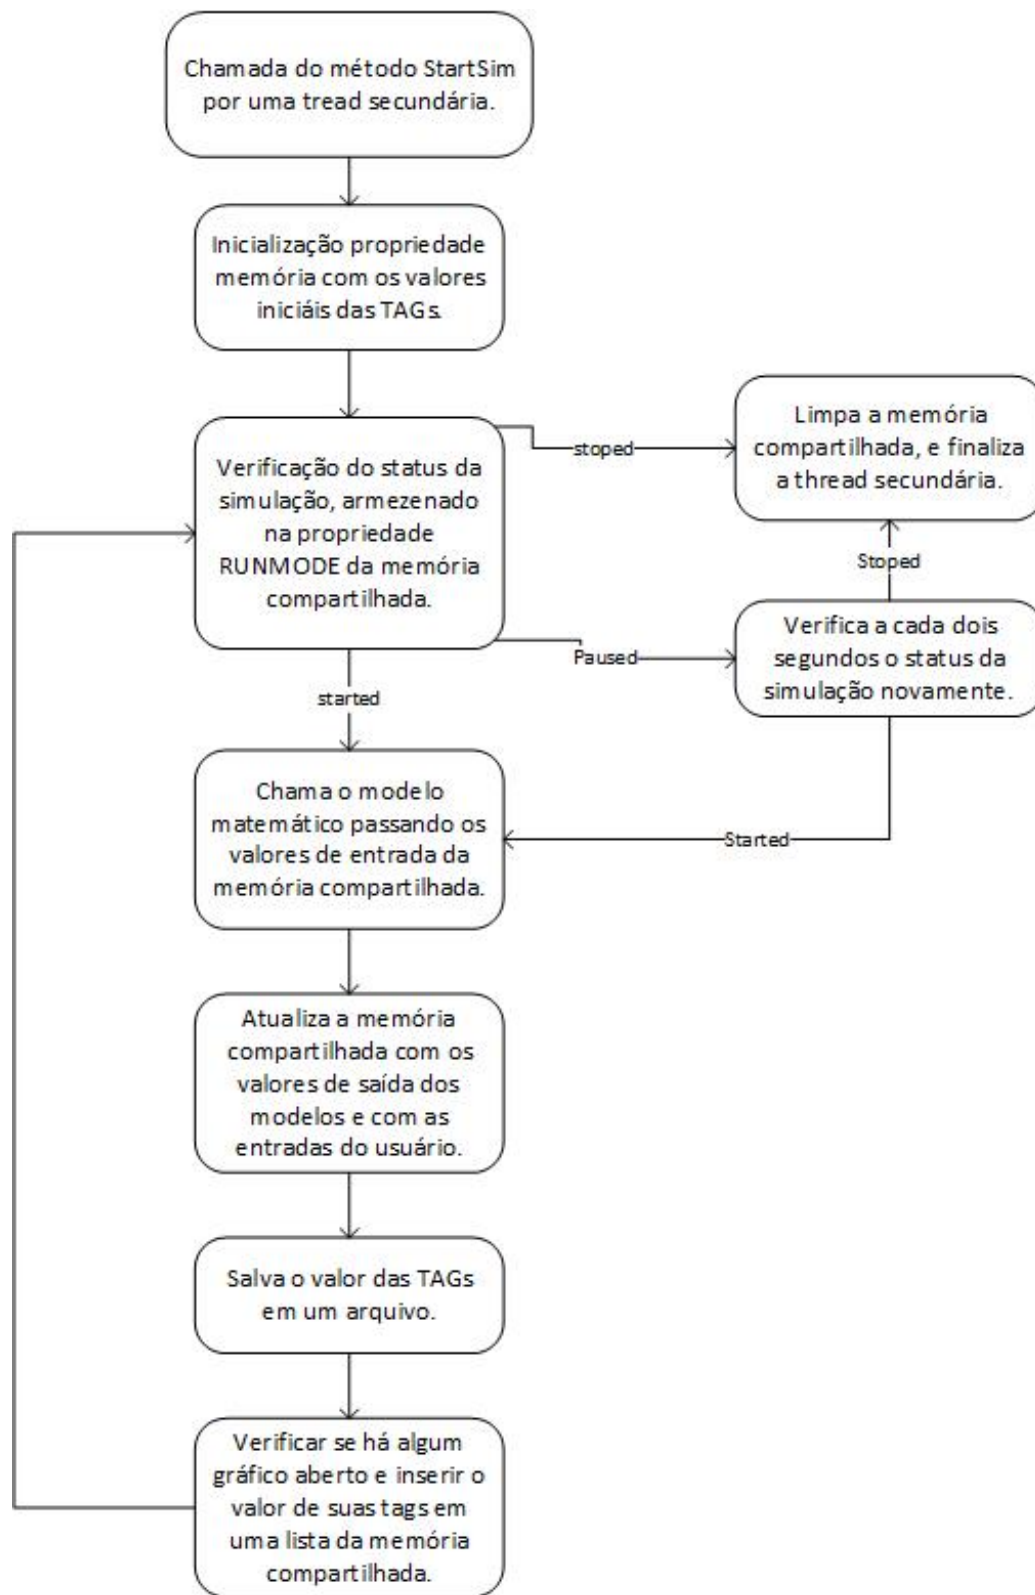 Chamada do método StartSim
por uma tread secundária.
Inicialização propriedade
memória com os valores
iniciáis das TAGs.
Verificação do status da
simulação, armezenado
na propriedade
RUNMODE da memória
compartilhada.
stoped
Limpa a memória
compartilhada, e finaliza
a thread secundária.
Stoped
Paused
Verifica a cada dois
segundos o status da
simulação novamente.
started
Started
Chama o modelo
matemático passando os
valores de entrada da
memória compartilhada.
Atualiza a memória
compartilhada com os
valores de saída dos
modelos e com as
entradas do usuário.
Salva o valor das TAGs
em um arquivo.
Verificar se há algum
gráfico aberto e inserir o
valor de suas tags em
uma lista da memória
compartilhada.